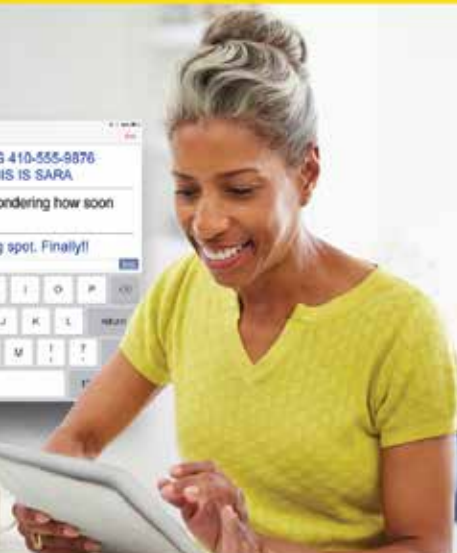 410-555-9876
IS IS SARA
ondering how soon
g spot. Finally!!
I O P
J K L return
M ! ?
, .